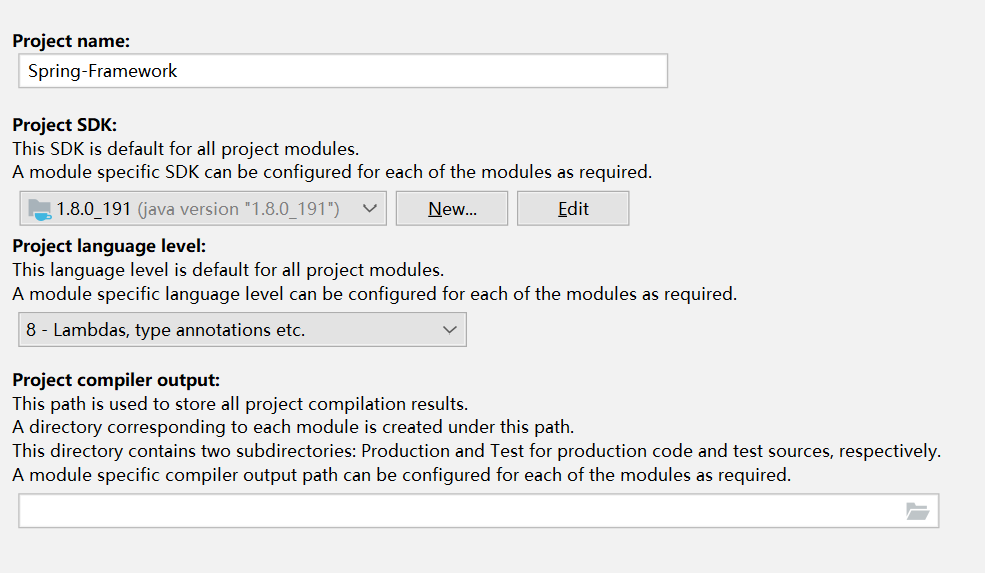 Project name:
Spring-Framework
Project SDK:
This SDK is default for all project modules.
A module specific SDK can be configured for each of the modules as required.
1.8.0_191 (java version "1.8.0_191") New... Edit
Project language level:
This language level is default for all project modules.
A module specific language level can be configured for each of the modules as required.
8 - Lambdas, type annotations etc.
Project compiler output:
This path is used to store all project compilation results.
A directory corresponding to each module is created under this path.
This directory contains two subdirectories: Production and Test for production code and test sources, respectively.
A module specific compiler output path can be configured for each of the modules as required.